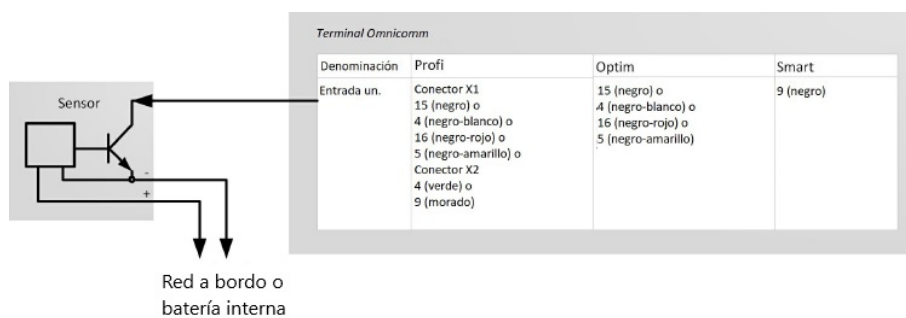 Terminal Omnicomm
Denominación Profi Optim Smart
Entrada un. Conector X1 15 (negro) o 9 (negro)
15 (negro) o 4 (negro-blanco) o
4 (negro-blanco) o 16 (negro-rojo) o
16 (negro-rojo) o 5 (negro-amarillo)
5 (negro-amarillo) o
Conector X2
4 (verde) o
9 (morado)
Sensor
-
+
Red a bordo o
batería interna